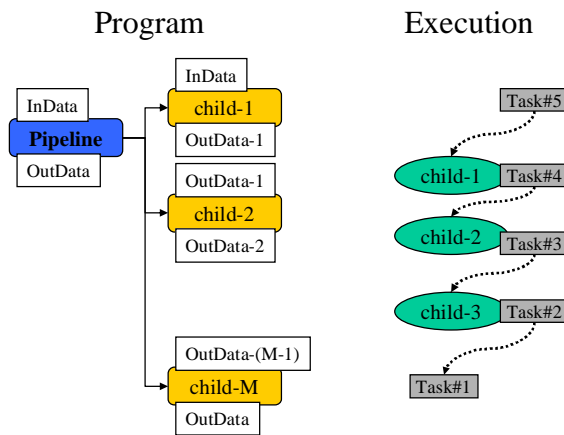 Program
Execution
InData
Pipeline
OutData
InData
child-1
OutData-1
OutData-1
child-2
OutData-2
OutData-(M-1)
child-M
OutData
Task#5
child-1
Task#4
child-2
Task#3
child-3
Task#2
Task#1